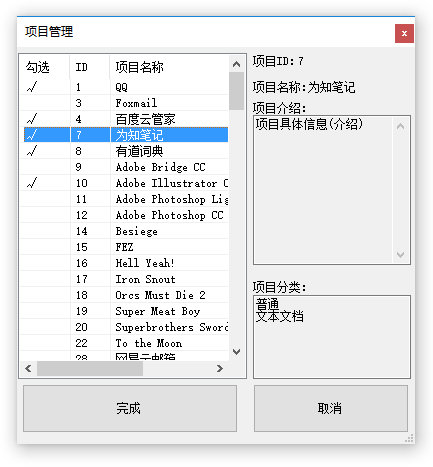 项目管理
x
勾选 ID 项目名称
√ 1 QQ
3 Foxmail
√ 4 百度云管家
√ 7 为知笔记
√ 8 有道词典
9 Adobe Bridge CC
√ 10 Adobe Illustrator C
11 Adobe Photoshop Lig
12 Adobe Photoshop CC
14 Besiege
15 FEZ
16 Hell Yeah!
17 Iron Snout
18 Orcs Must Die 2
19 Super Meat Boy
20 Superbrothers Sword
22 To the Moon
28 网易云邮箱
项目ID:7
项目名称:为知笔记
项目介绍:
项目具体信息(介绍)
项目分类:
普通
文本文档
完成
取消